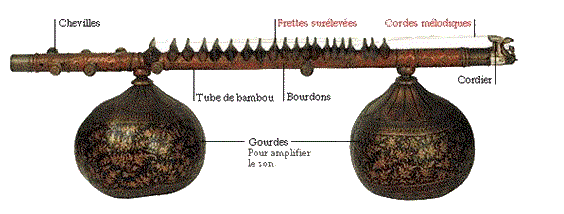 Chevilles
Frettes surélevées
Cordes mélodiques
Cordier
Tube de bambou
Bourdons
Gourdes
Pour amplifier
le son.